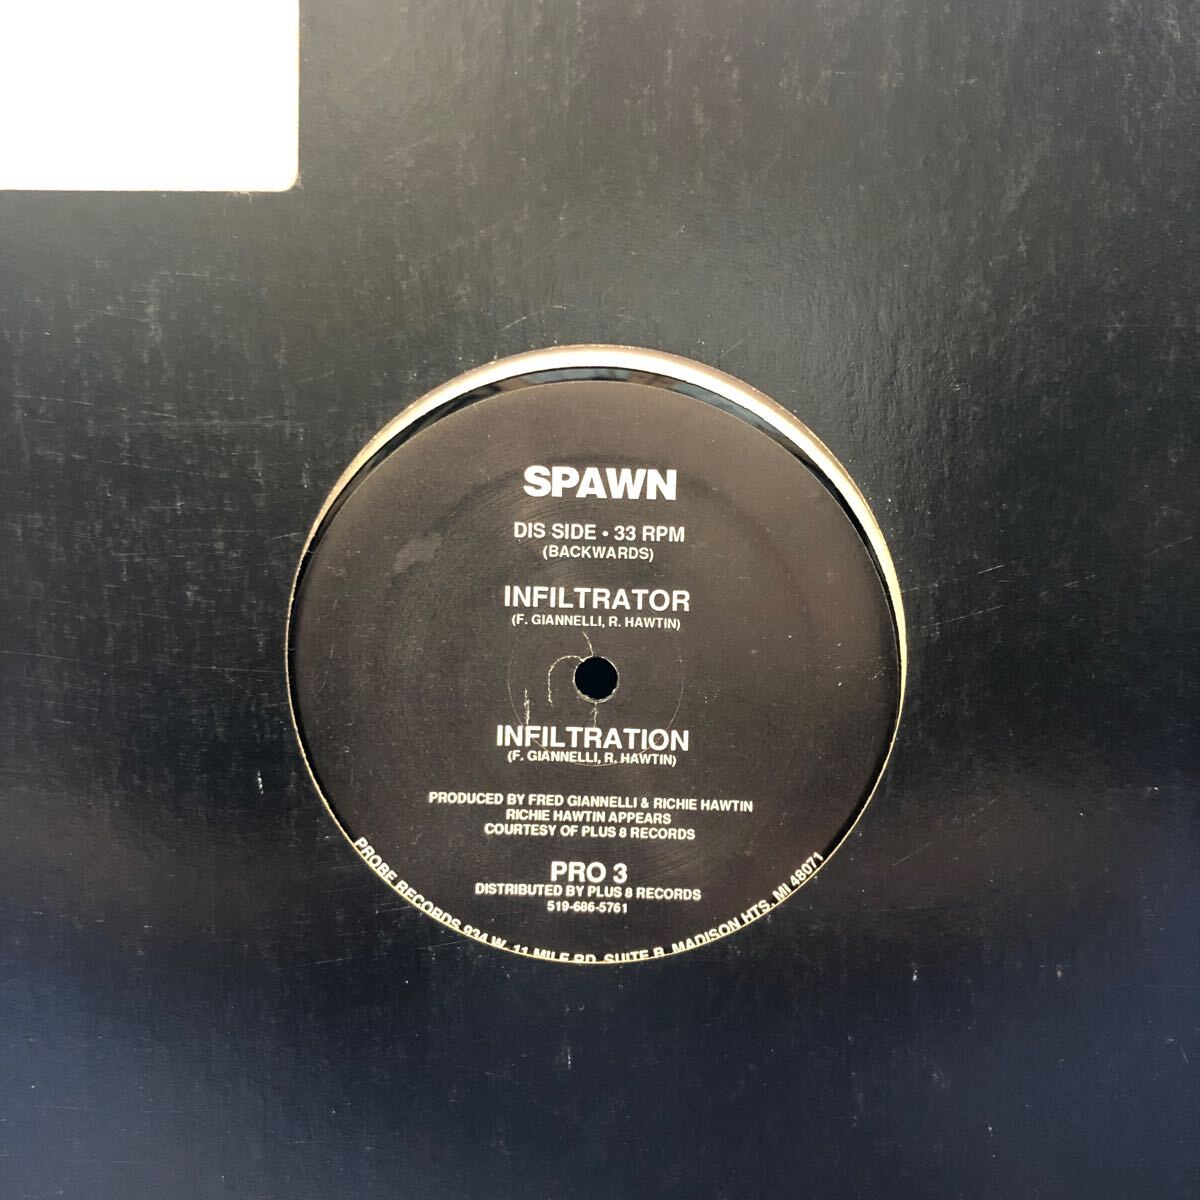 SPAWN
DIS SIDE • 33 RPM
(BACKWARDS)
INFILTRATOR
(F. GIANNELLI, R. HAWTIN)
INFILTRATION
(F. GIANNELLI, R. HAWTIN)
PRODUCED BY FRED GIANNELLI & RICHIE HAWTIN
RICHIE HAWTIN APPEARS
COURTESY OF PLUS 8 RECORDS
PRO 3
DISTRIBUTED BY PLUS 8 RECORDS
519-686-5761
PROBE RECORDS 934 W. 11 MILE RD. SUITE B, MADISON HTS, MI 48071